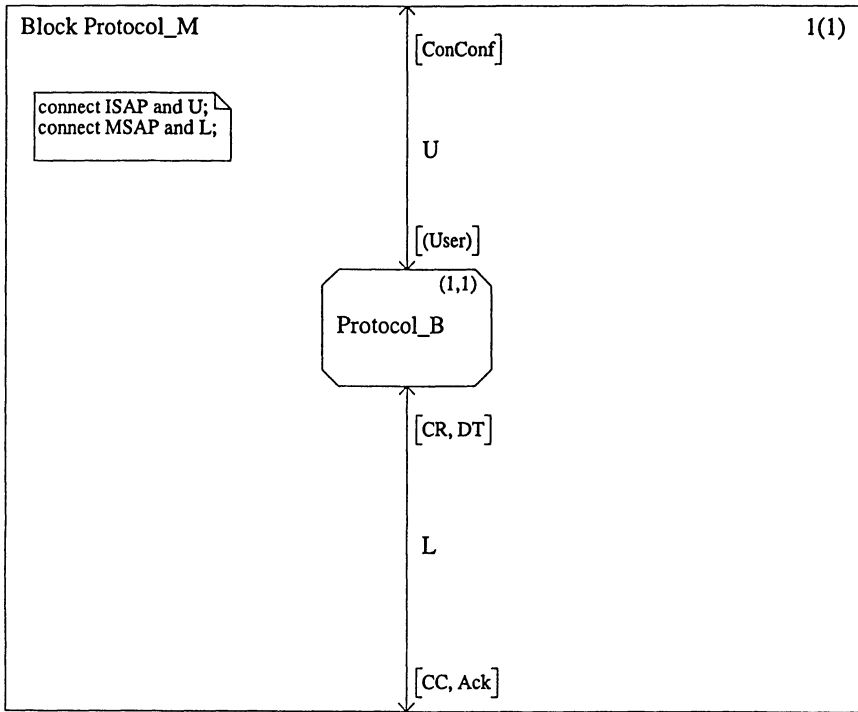 Block Protocol_M 1(1)
[ConConf]
connect ISAP and U;
connect MSAP and L;
U
[(User)]
(1,1)
Protocol_B
[CR, DT]
L
[CC, Ack]